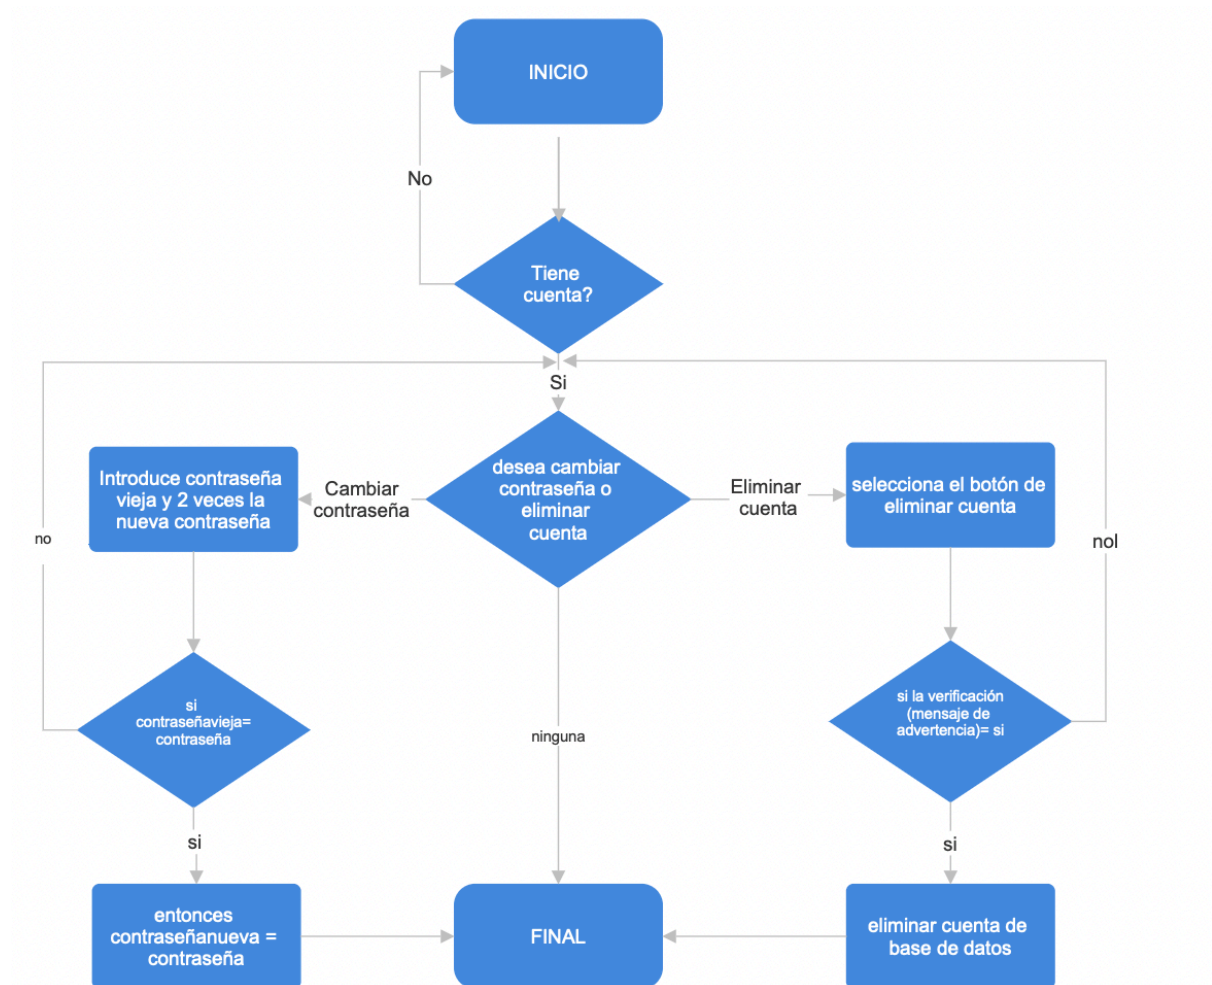 INICIO
No
Tiene
cuenta?
Si
desea cambiar
contraseña o
eliminar
cuenta
Cambiar
contraseña
Introduce contraseña
vieja y 2 veces la
nueva contraseña
Eliminar
cuenta
selecciona el botón de
eliminar cuenta
no
nol
si
contraseñavieja=
contraseña
ninguna
si la verificación
(mensaje de
advertencia)= si
si
si
entonces
contraseñanueva =
contraseña
FINAL
eliminar cuenta de
base de datos